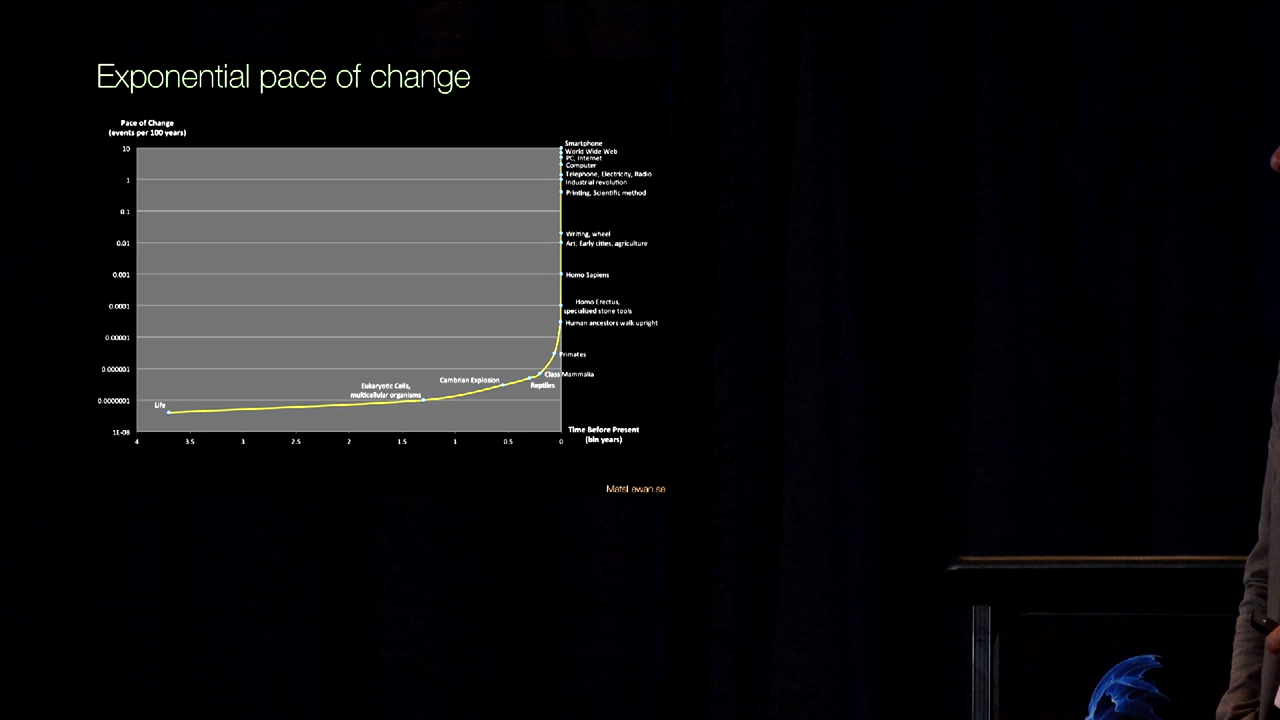 Exponential pace of change
Pace of Change
(events per 100 years)
10
1
0.1
0.01
0.001
0.0001
0.00001
0.000001
0.0000001
1E-08
4
3.5
3
2.5
2
1.5
1
0.5
0
Time Before Present
(bln years)
Life
Eukaryotic Cells,
multicellular organisms
Cambrian Explosion
Reptiles
Class Mammalia
Primates
Human ancestors walk upright
Homo Erectus,
specialized stone tools
Homo Sapiens
Art, Early cities, agriculture
Writing, wheel
Printing, Scientific method
Industrial revolution
Telephone, Electricity, Radio
Computer
PC, Internet
World Wide Web
Smartphone
MatsLewan.se